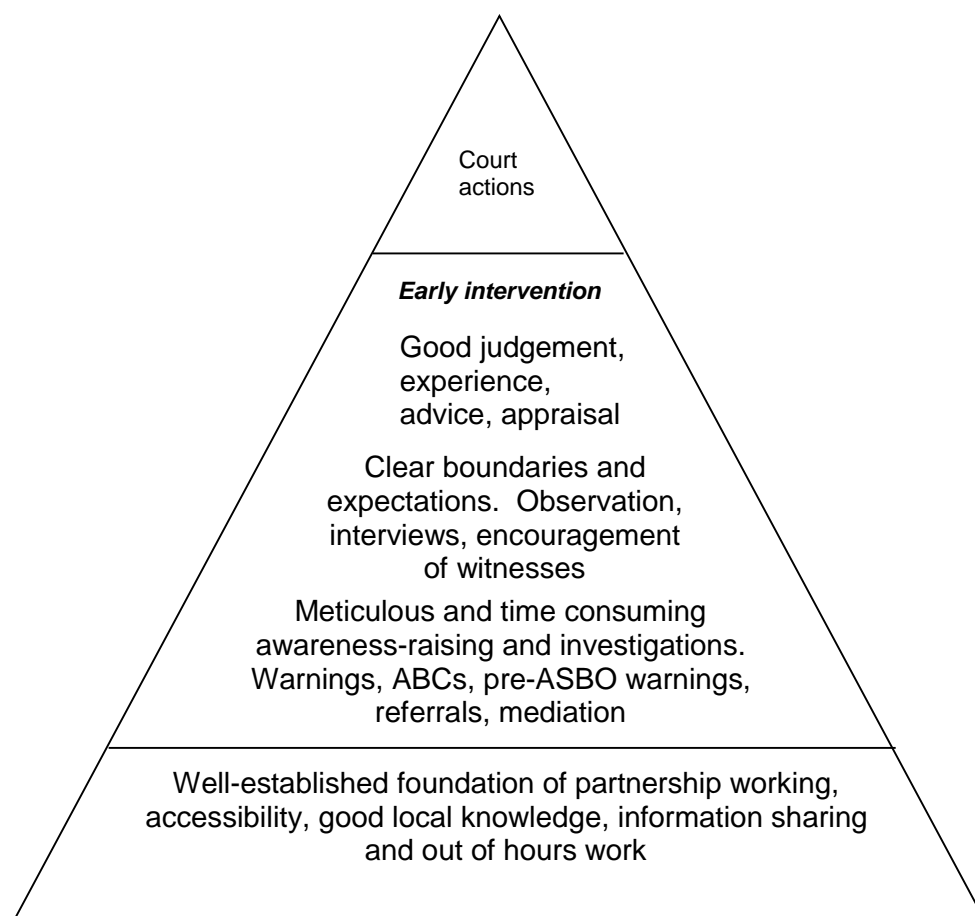 Court
actions
Early intervention
Good judgement,
experience,
advice, appraisal
Clear boundaries and
expectations.  Observation,
interviews, encouragement
of witnesses
Meticulous and time consuming
awareness-raising and investigations.
Warnings, ABCs, pre-ASBO warnings,
referrals, mediation
Well-established foundation of partnership working,
accessibility, good local knowledge, information sharing
and out of hours work